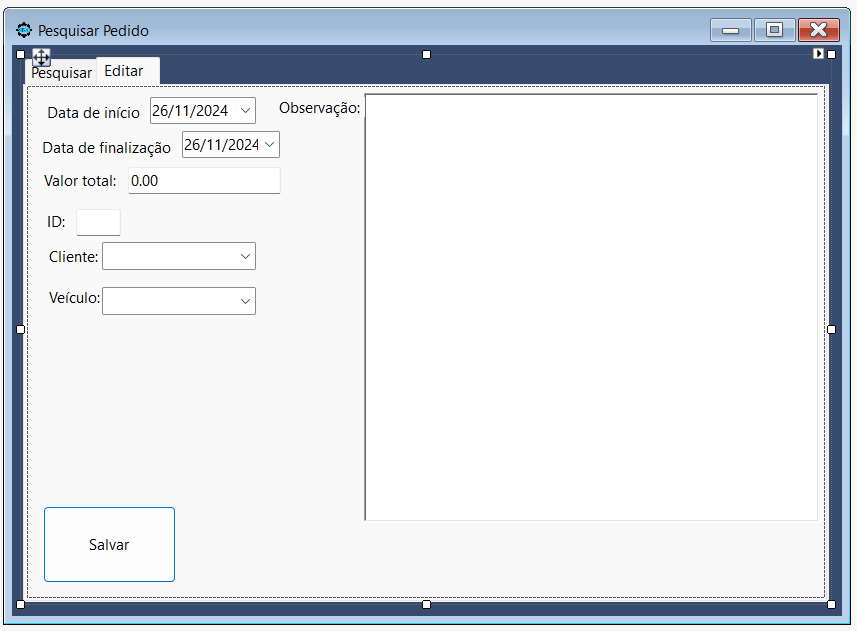 Pesquisar Pedido
Pesquisar Editar
Data de início 26/11/2024 Observação:
Data de finalização 26/11/2024
Valor total: 0.00
ID:
Cliente:
Veículo:
Salvar